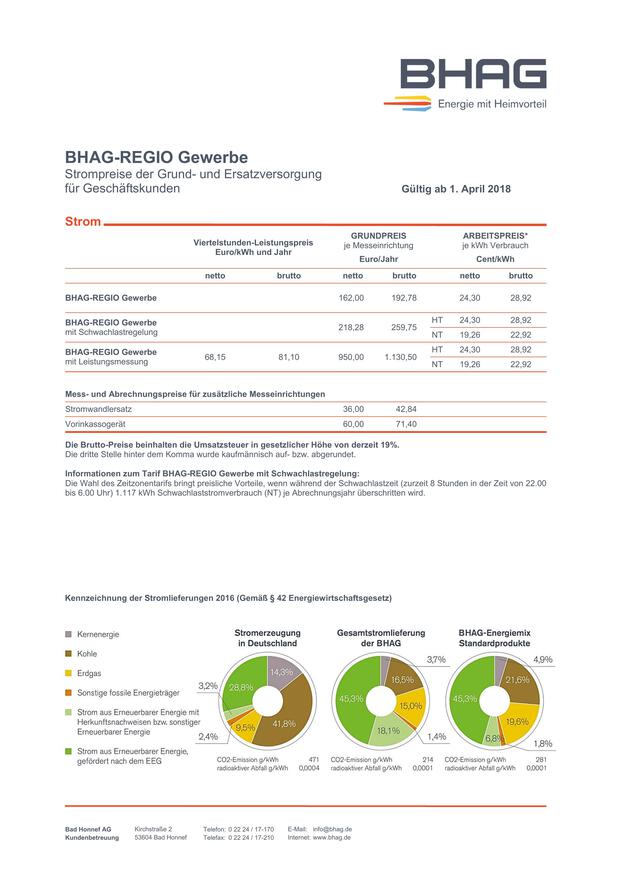 BHAG
Energie mit Heimvorteil
BHAG-REGIO Gewerbe
Strompreise der Grund- und Ersatzversorgung
für Geschäftskunden
Gültig ab 1. April 2018
Strom
Viertelstunden-Leistungspreis
Euro/kWh und Jahr
GRUNDPREIS
je Messeinrichtung
Euro/Jahr
ARBEITSPREIS*
je kWh Verbrauch
Cent/kWh
netto brutto netto brutto netto brutto
BHAG-REGIO Gewerbe 162,00 192,78 24,30 28,92
BHAG-REGIO Gewerbe
mit Schwachlastregelung
218,28 259,75
HT 24,30 28,92
NT 19,26 22,92
BHAG-REGIO Gewerbe
mit Leistungsmessung
68,15 81,10 950,00 1.130,50
HT 24,30 28,92
NT 19,26 22,92
Mess- und Abrechnungspreise für zusätzliche Messeinrichtungen
Stromwandlersatz 36,00 42,84
Vorinkassogerät 60,00 71,40
Die Brutto-Preise beinhalten die Umsatzsteuer in gesetzlicher Höhe von derzeit 19%.
Die dritte Stelle hinter dem Komma wurde kaufmännisch auf- bzw. abgerundet.
Informationen zum Tarif BHAG-REGIO Gewerbe mit Schwachlastregelung:
Die Wahl des Zeitzonentarifs bringt preisliche Vorteile, wenn während der Schwachlastzeit (zurzeit 8 Stunden in der Zeit von 22.00
bis 6.00 Uhr) 1.117 kWh Schwachlaststromverbrauch (NT) je Abrechnungsjahr überschritten wird.
Kennzeichnung der Stromlieferungen 2016 (Gemäß § 42 Energiewirtschaftsgesetz)
Kernenergie
Kohle
Erdgas
Sonstige fossile Energieträger
Strom aus Erneuerbarer Energie mit
Herkunftsnachweisen bzw. sonstiger
Erneuerbarer Energie
Strom aus Erneuerbarer Energie,
gefördert nach dem EEG
Stromerzeugung
in Deutschland
14,3%
41,8%
9,5%
2,4%
3,2%
28,8%
CO2-Emission g/kWh 471
radioaktiver Abfall g/kWh 0,0004
Gesamtstromlieferung
der BHAG
3,7%
16,5%
15,0%
1,4%
18,1%
45,3%
CO2-Emission g/kWh 214
radioaktiver Abfall g/kWh 0,0001
BHAG-Energiemix
Standardprodukte
4,9%
21,6%
19,6%
1,8%
6,8%
45,3%
CO2-Emission g/kWh 281
radioaktiver Abfall g/kWh 0,0001
Bad Honnef AG
Kundenbetreuung
Kirchstraße 2
53604 Bad Honnef
Telefon: 0 22 24 / 17-170
Telefax: 0 22 24 / 17-210
E-Mail: info@bhag.de
Internet: www.bhag.de